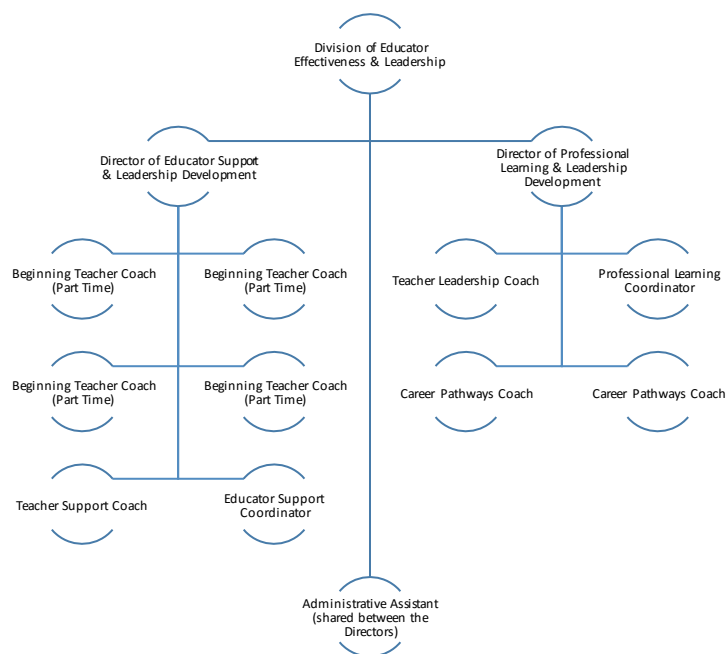 Division of Educator
Effectiveness & Leadership
Director of Educator Support
& Leadership Development
Director of Professional
Learning & Leadership
Development
Beginning Teacher Coach
(Part Time)
Beginning Teacher Coach
(Part Time)
Teacher Leadership Coach
Professional Learning
Coordinator
Beginning Teacher Coach
(Part Time)
Beginning Teacher Coach
(Part Time)
Career Pathways Coach
Career Pathways Coach
Teacher Support Coach
Educator Support
Coordinator
Administrative Assistant
(shared between the
Directors)